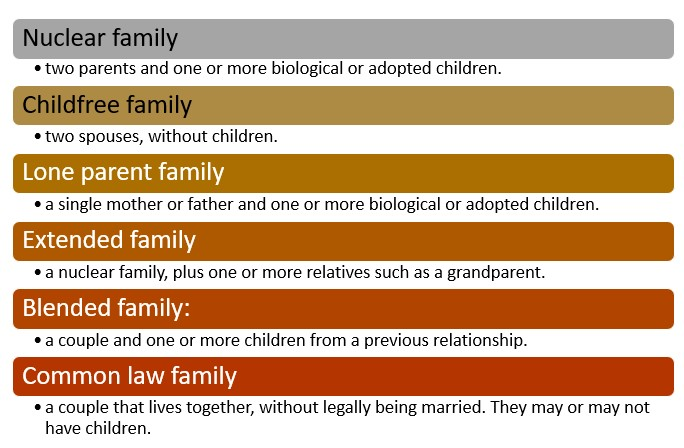 Nuclear family
• two parents and one or more biological or adopted children.
Childfree family
• two spouses, without children.
Lone parent family
• a single mother or father and one or more biological or adopted children.
Extended family
• a nuclear family, plus one or more relatives such as a grandparent.
Blended family:
• a couple and one or more children from a previous relationship.
Common law family
• a couple that lives together, without legally being married. They may or may not
have children.